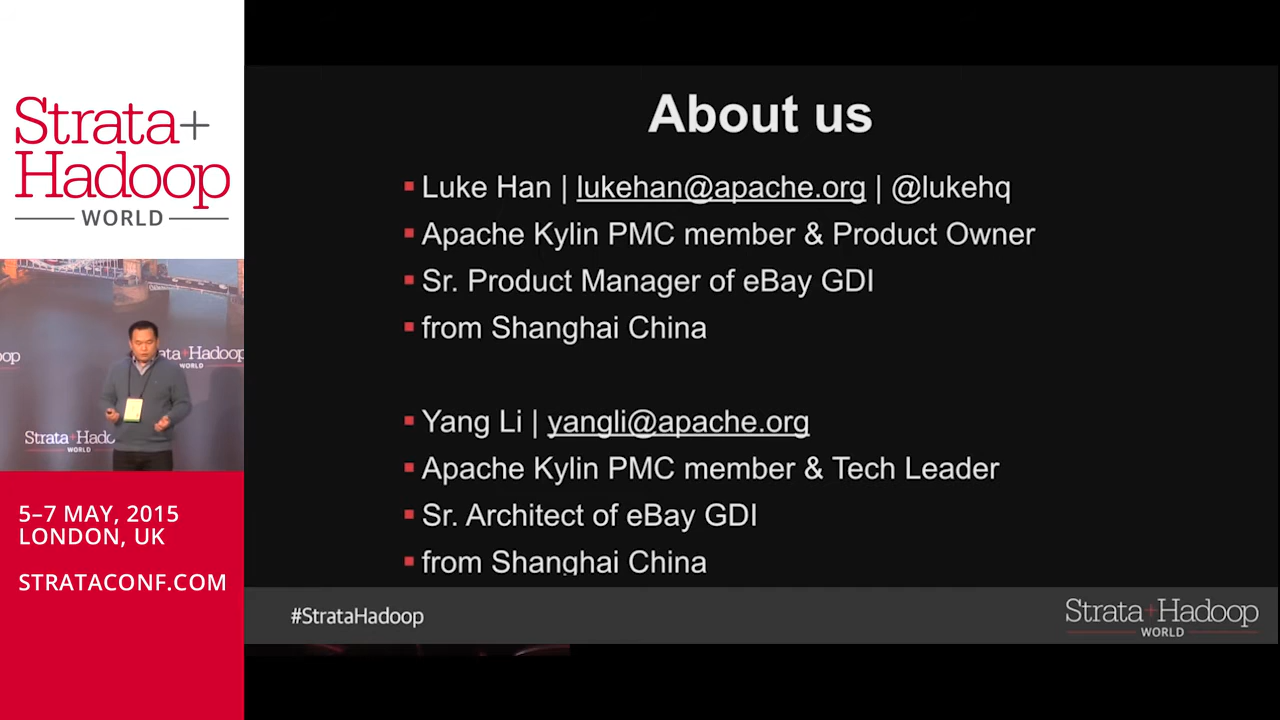 Strata+
Hadoop
WORLD
oop
ata+Hadoop
WORLD
Strata+Hado
WORLD
5–7 MAY, 2015
LONDON, UK
STRATACONF.COM
About us
Luke Han | lukehan@apache.org | @lukehq
Apache Kylin PMC member & Product Owner
Sr. Product Manager of eBay GDI
from Shanghai China
Yang Li | yangli@apache.org
Apache Kylin PMC member & Tech Leader
Sr. Architect of eBay GDI
from Shanghai China
#StrataHadoop
Strata+Hadoop
WORLD